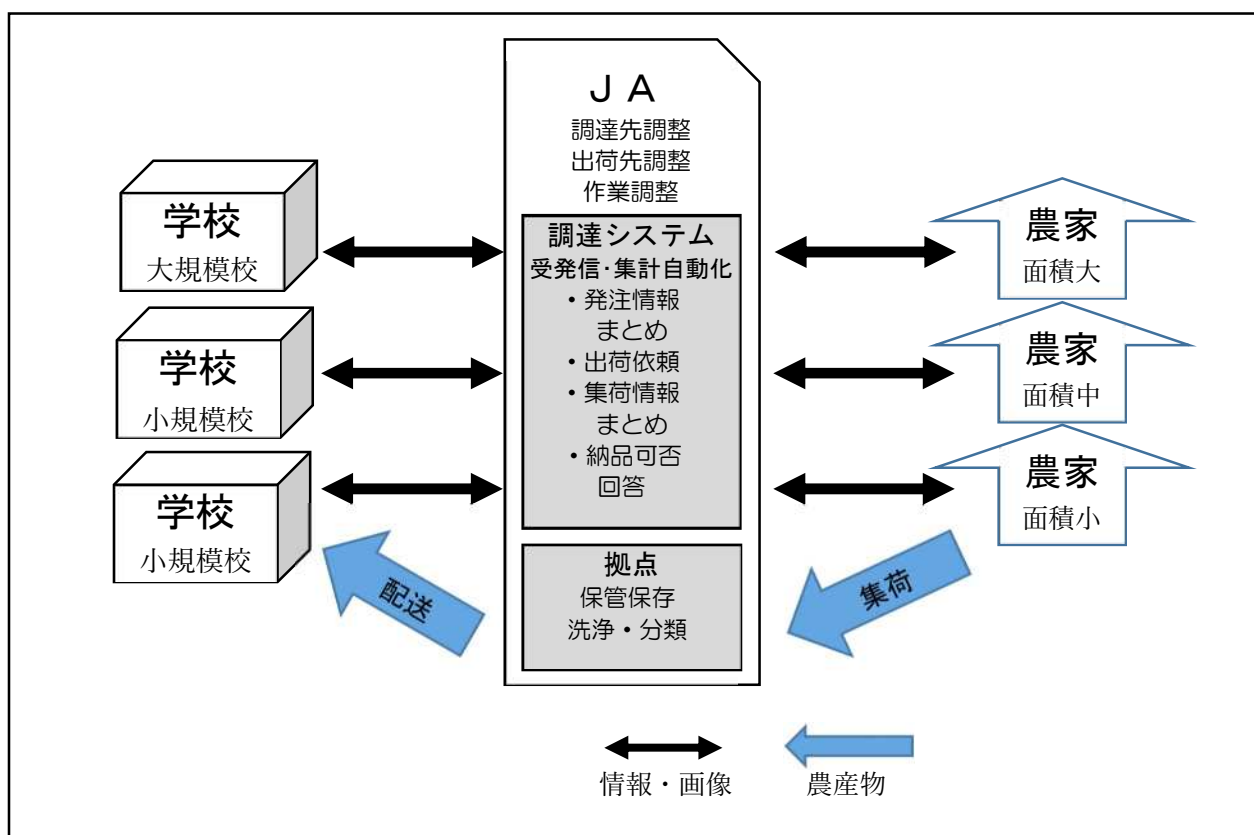 ＪＡ
調達先調整
出荷先調整
作業調整
調達システム
受発信・集計自動化
・発注情報
まとめ
・出荷依頼
・集荷情報
まとめ
・納品可否
回答
拠点
保管保存
洗浄・分類
学校
大規模校
学校
小規模校
学校
小規模校
農家
面積大
農家
面積中
農家
面積小
配送
集荷
情報・画像
農産物